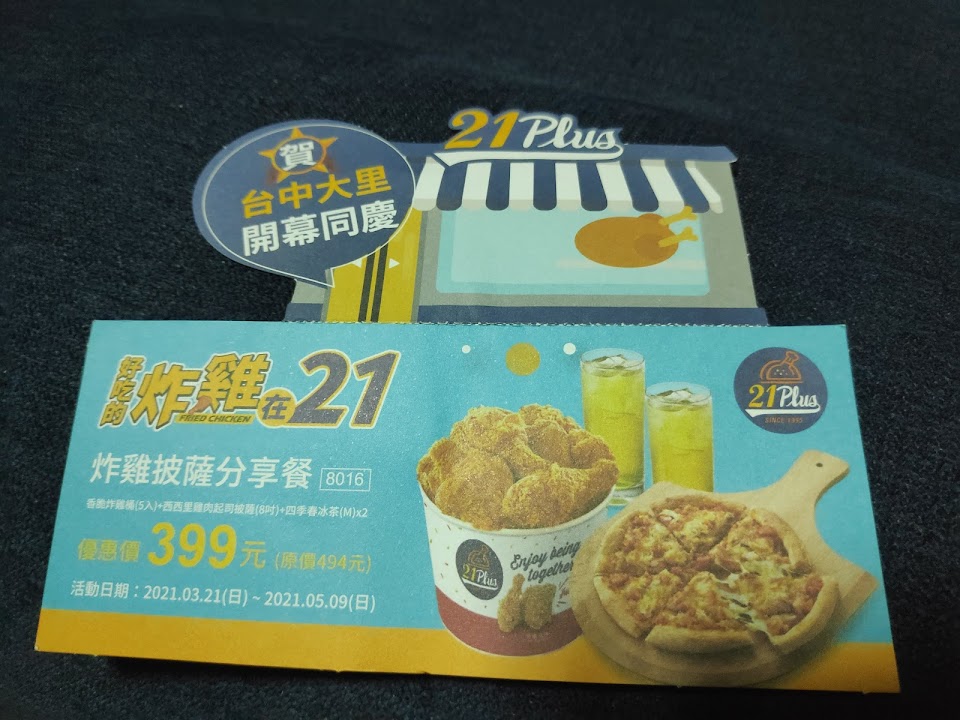 21Plus
賀
台中大里
開幕同慶
好吃的炸雞在21
FRIED CHICKEN
21Plus
SINCE 1995
炸雞披薩分享餐 8016
香脆炸雞桶(5入)+西西里雞肉起司披薩(8吋)+四季春冰茶(M)x2
優惠價 399元 (原價494元)
活動日期：2021.03.21(日) ~ 2021.05.09(日)
21Plus
Enjoy being
together